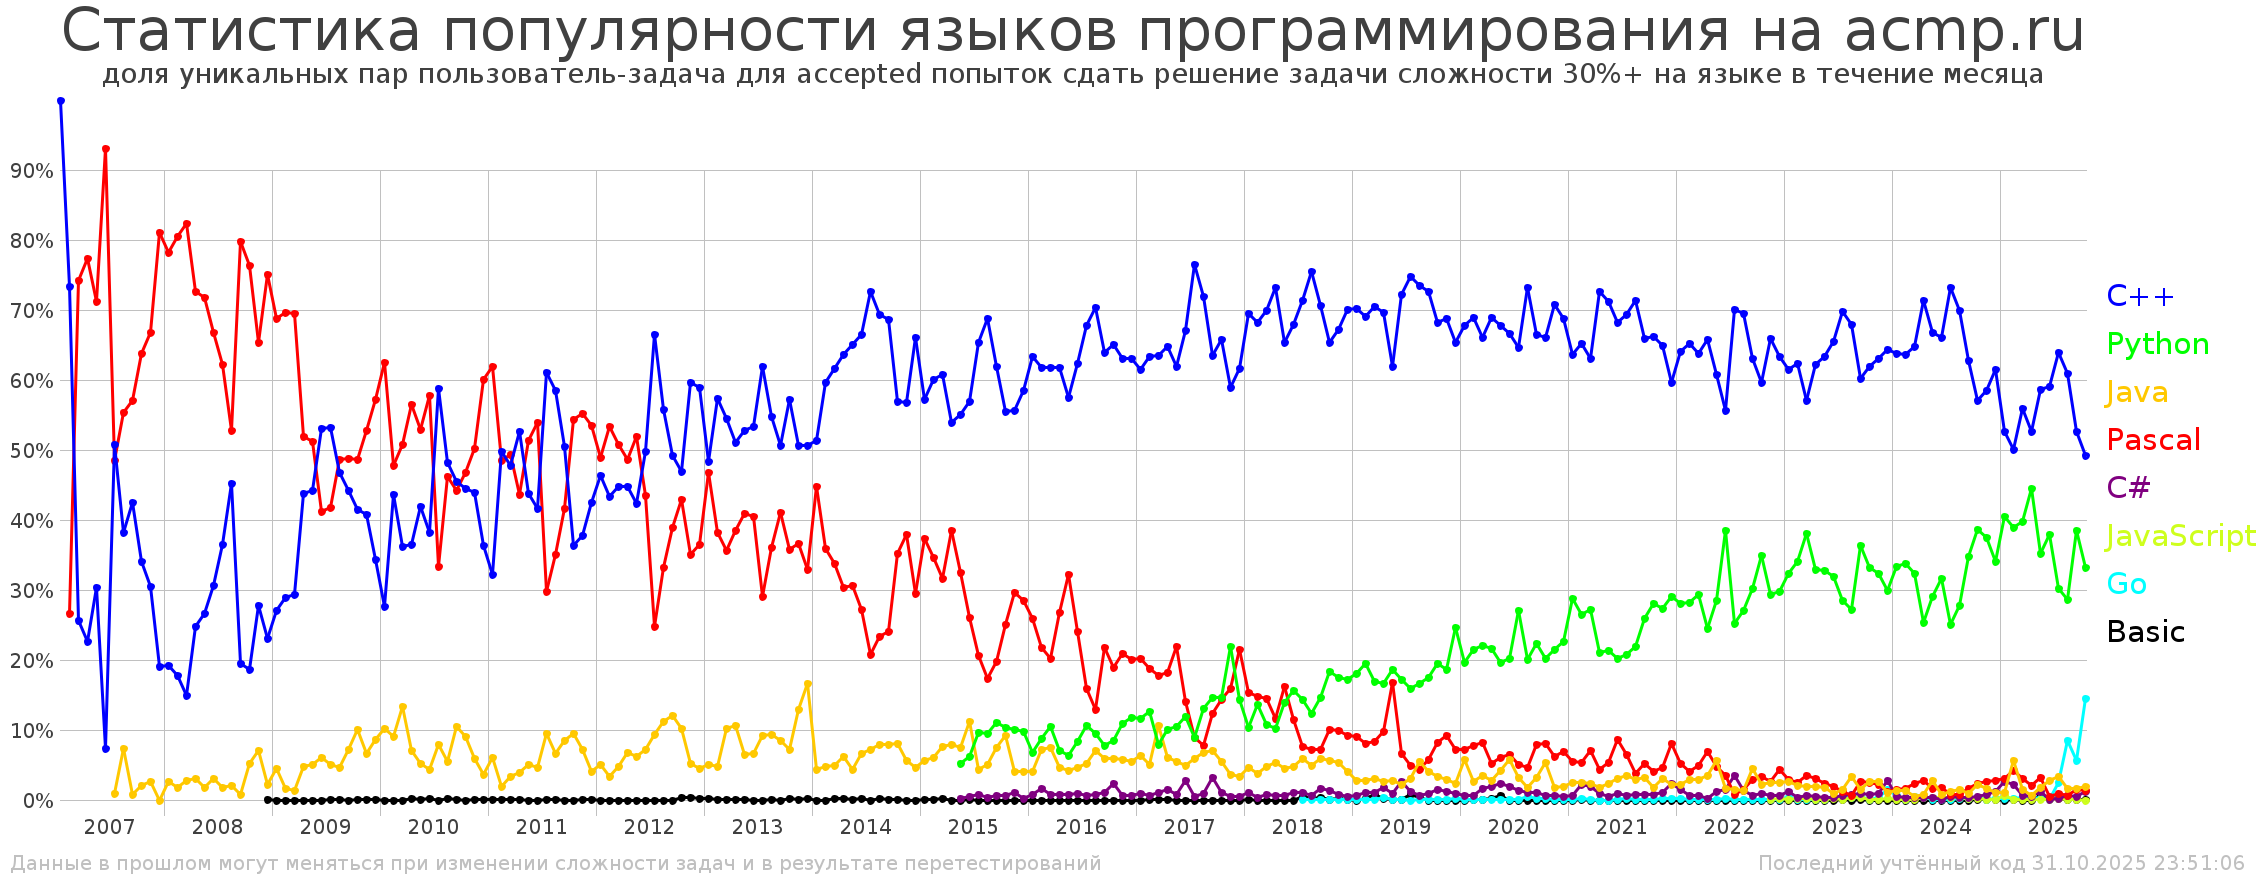 Статистика популярности языков программирования на acmp.ru
доля уникальных пар пользователь-задача для accepted попыток сдать решение задачи сложности 30%+ на языке в течение месяца
90%
80%
70%
60%
50%
40%
30%
20%
10%
0%
C++
Python
Java
Pascal
C#
JavaScript
Go
Basic
2007 2008 2009 2010 2011 2012 2013 2014 2015 2016 2017 2018 2019 2020 2021 2022 2023 2024 2025
Данные в прошлом могут меняться при изменении сложности задач и в результате перетестирований
Последний учтённый код 31.10.2025 23:51:06